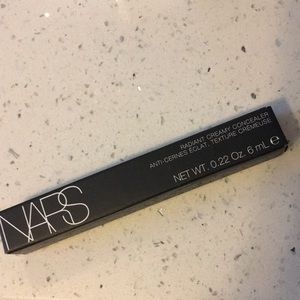 NARS
RADIANT CREAMY CONCEALER
ANTI-CERNES ÉCLAT, TEXTURE CRÉMEUSE
NET WT. 0.22 Oz. 6 mL ℮